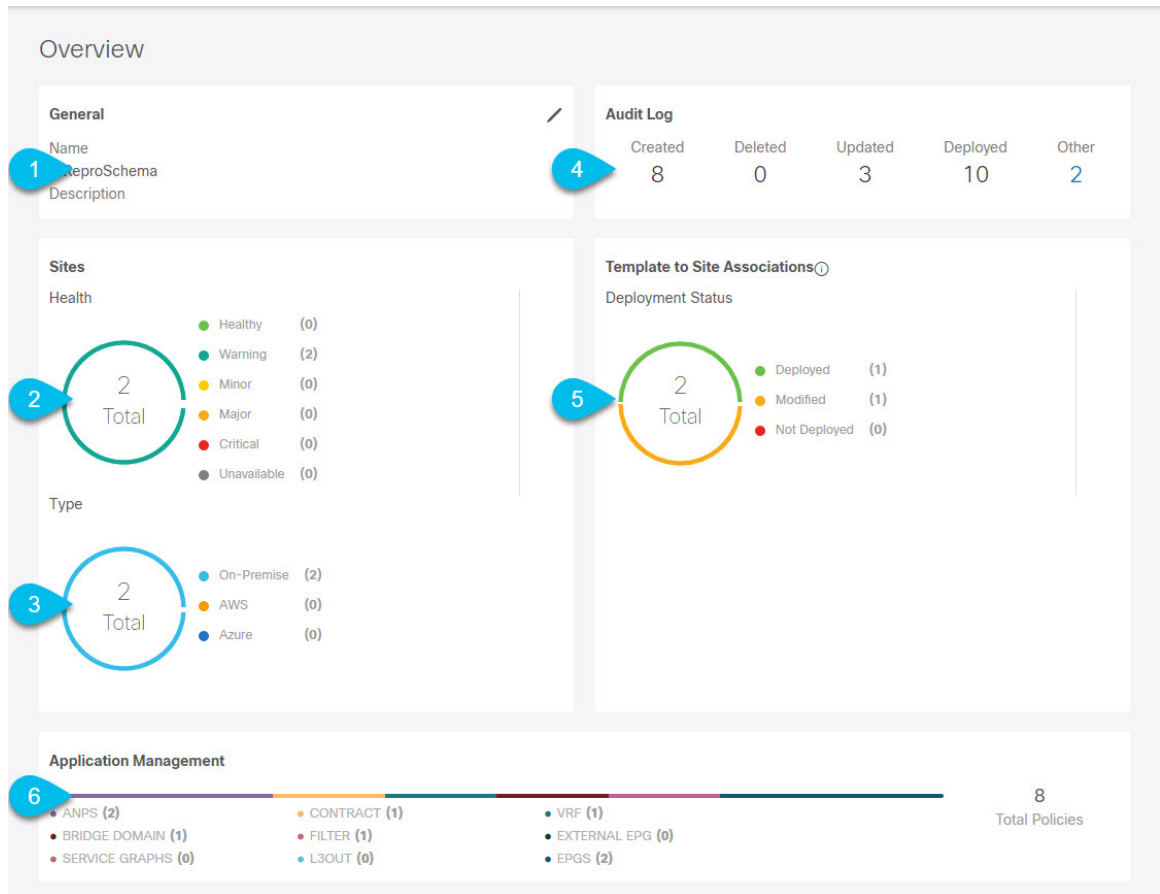 Overview
General
Name
ReproSchema
Description
1
Audit Log
Created Deleted Updated Deployed Other
8 0 3 10 2
4
Sites
Health
2 Total
Healthy (0)
Warning (2)
Minor (0)
Major (0)
Critical (0)
Unavailable (0)
2
Type
2 Total
On-Premise (2)
AWS (0)
Azure (0)
3
Template to Site Associations
Deployment Status
2 Total
Deployed (1)
Modified (1)
Not Deployed (0)
5
Application Management
6
ANPS (2) CONTRACT (1) VRF (1)
BRIDGE DOMAIN (1) FILTER (1) EXTERNAL EPG (0)
SERVICE GRAPHS (0) L3OUT (0) EPGS (2)
8
Total Policies